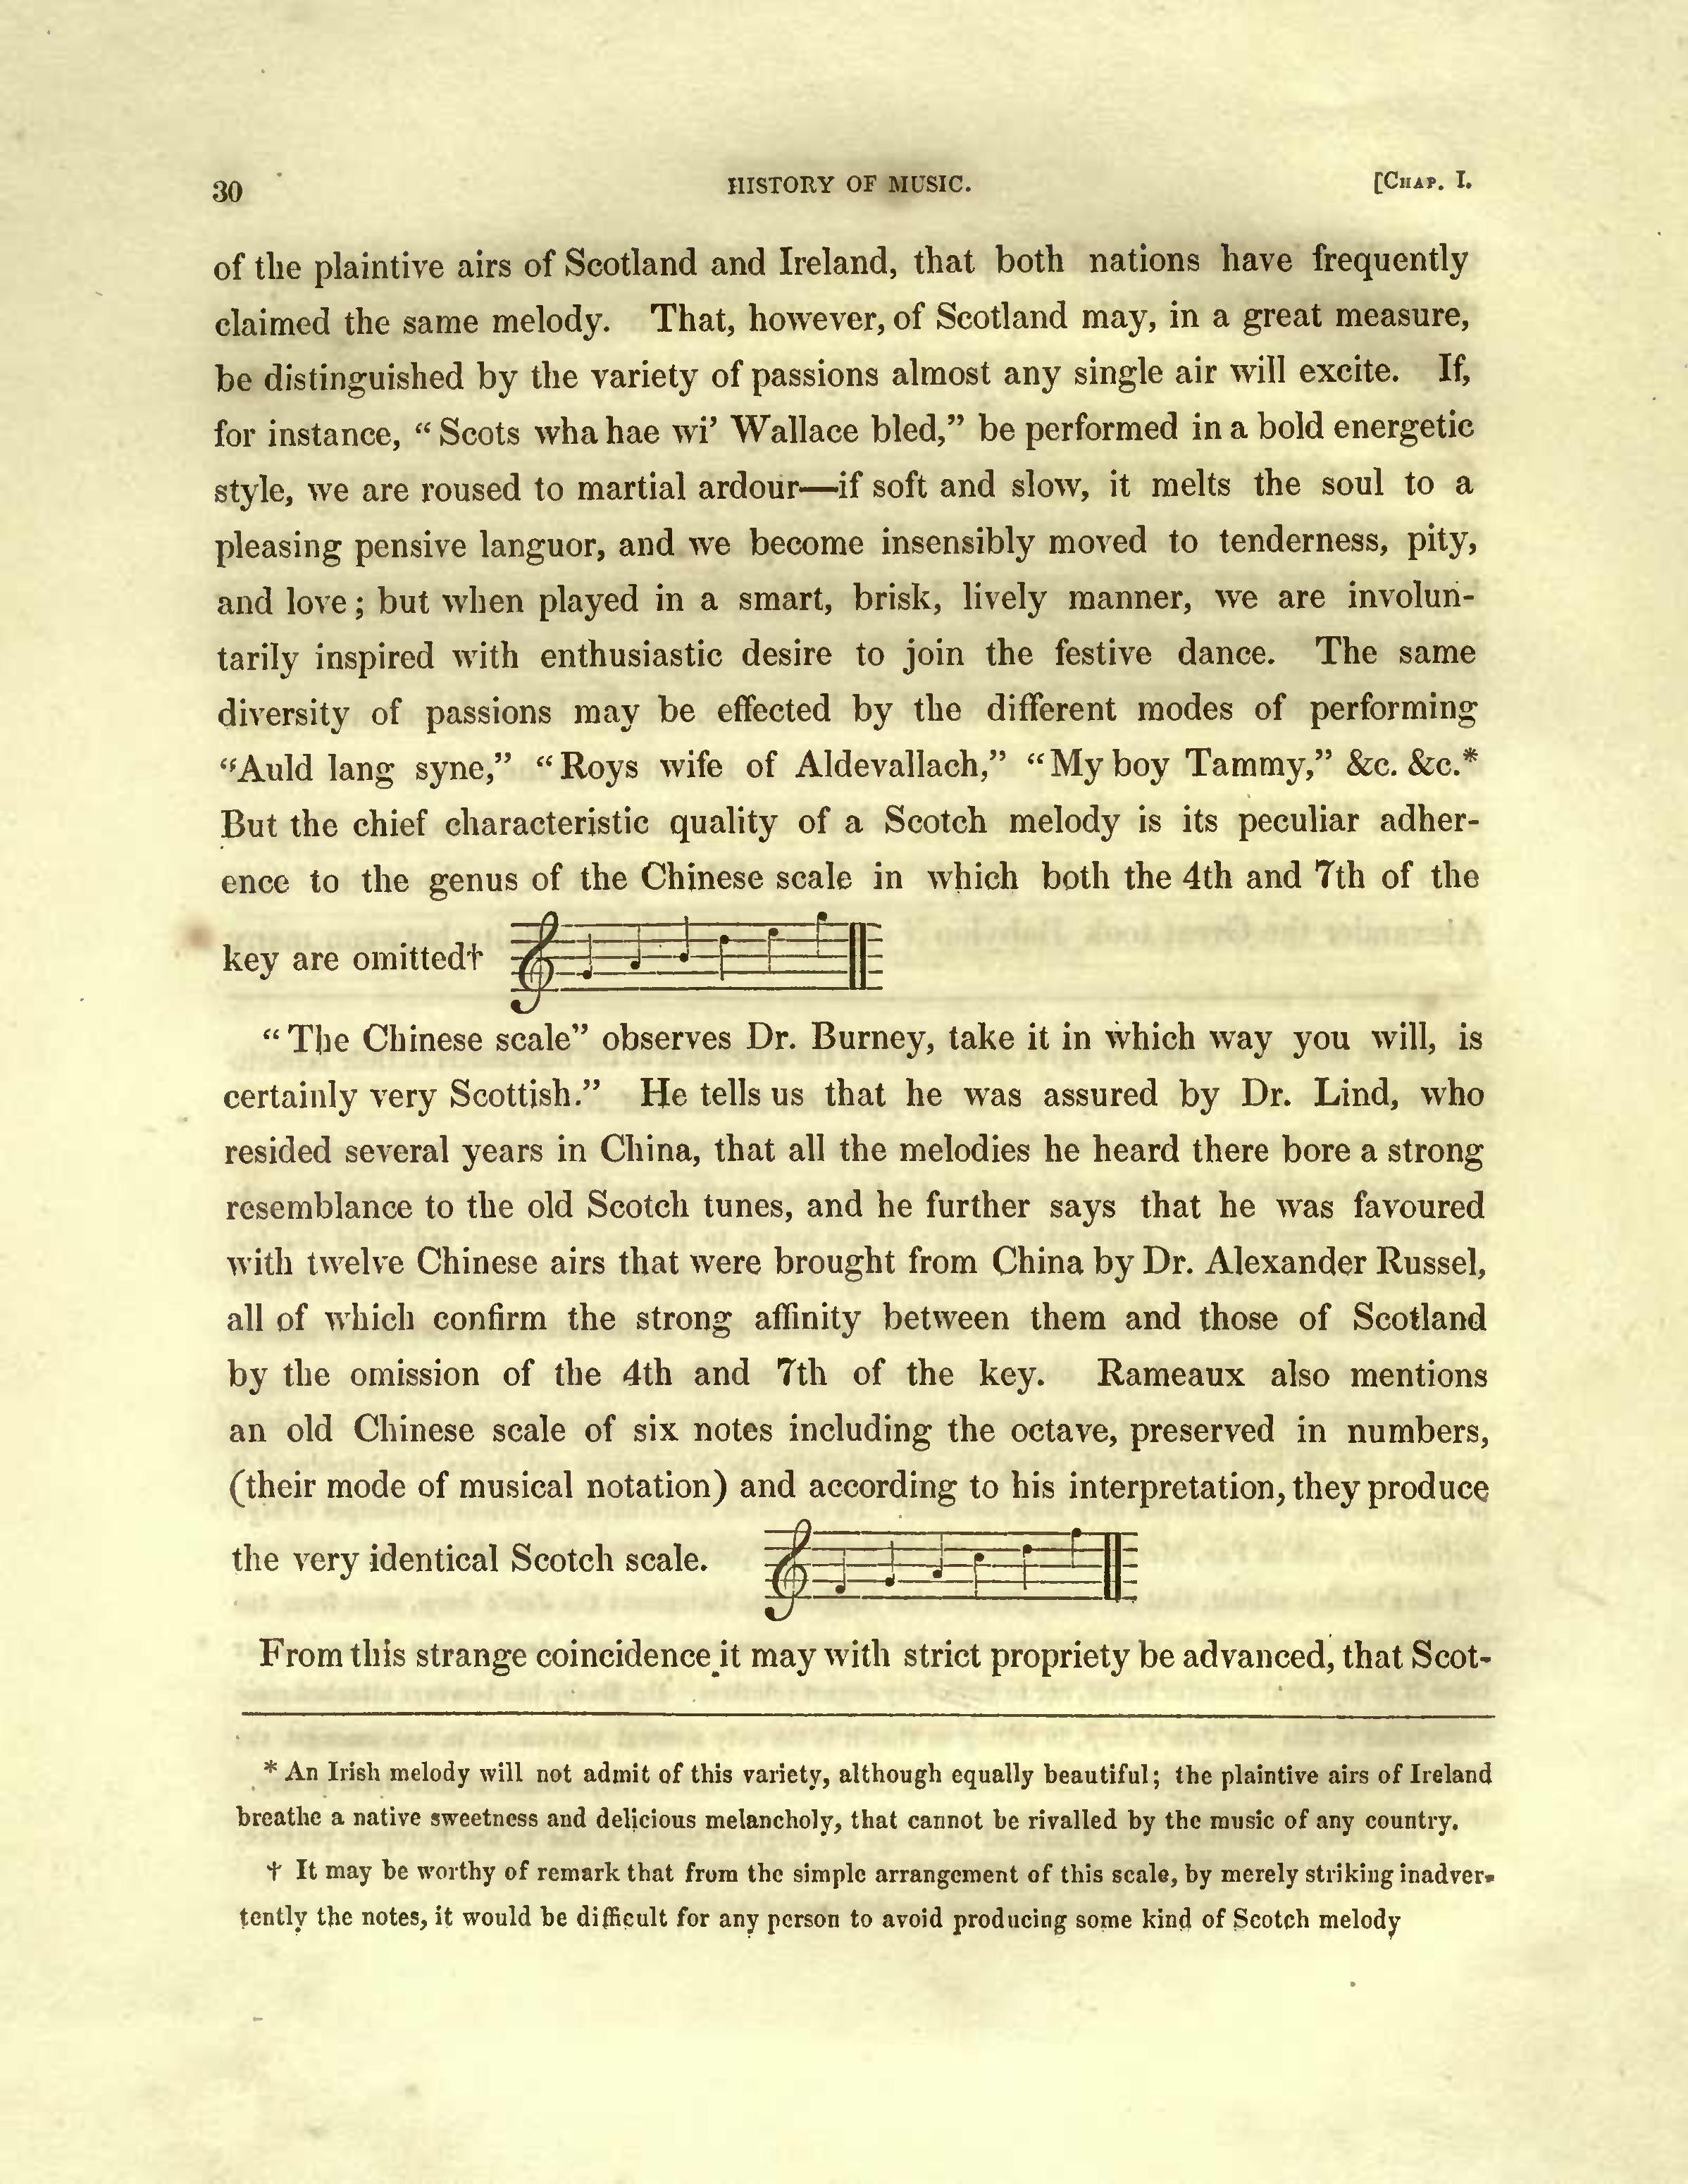 30 HISTORY OF MUSIC. [CHAP. I.
of the plaintive airs of Scotland and Ireland, that both nations have frequently
claimed the same melody. That, however, of Scotland may, in a great measure,
be distinguished by the variety of passions almost any single air will excite. If,
for instance, “Scots wha hae wi’ Wallace bled,” be performed in a bold energetic
style, we are roused to martial ardour—if soft and slow, it melts the soul to a
pleasing pensive languor, and we become insensibly moved to tenderness, pity,
and love; but when played in a smart, brisk, lively manner, we are involun-
tarily inspired with enthusiastic desire to join the festive dance. The same
diversity of passions may be effected by the different modes of performing
“Auld lang syne,” “Roys wife of Aldevallach,” “My boy Tammy,” &c. &c.*
But the chief characteristic quality of a Scotch melody is its peculiar adher-
ence to the genus of the Chinese scale in which both the 4th and 7th of the
key are omitted†
“The Chinese scale” observes Dr. Burney, take it in which way you will, is
certainly very Scottish.” He tells us that he was assured by Dr. Lind, who
resided several years in China, that all the melodies he heard there bore a strong
resemblance to the old Scotch tunes, and he further says that he was favoured
with twelve Chinese airs that were brought from China by Dr. Alexander Russel,
all of which confirm the strong affinity between them and those of Scotland
by the omission of the 4th and 7th of the key. Rameaux also mentions
an old Chinese scale of six notes including the octave, preserved in numbers,
(their mode of musical notation) and according to his interpretation, they produce
the very identical Scotch scale.
From this strange coincidence it may with strict propriety be advanced, that Scot-
* An Irish melody will not admit of this variety, although equally beautiful; the plaintive airs of Ireland
breathe a native sweetness and delicious melancholy, that cannot be rivalled by the music of any country.
† It may be worthy of remark that from the simple arrangement of this scale, by merely striking inadver-
tently the notes, it would be difficult for any person to avoid producing some kind of Scotch melody